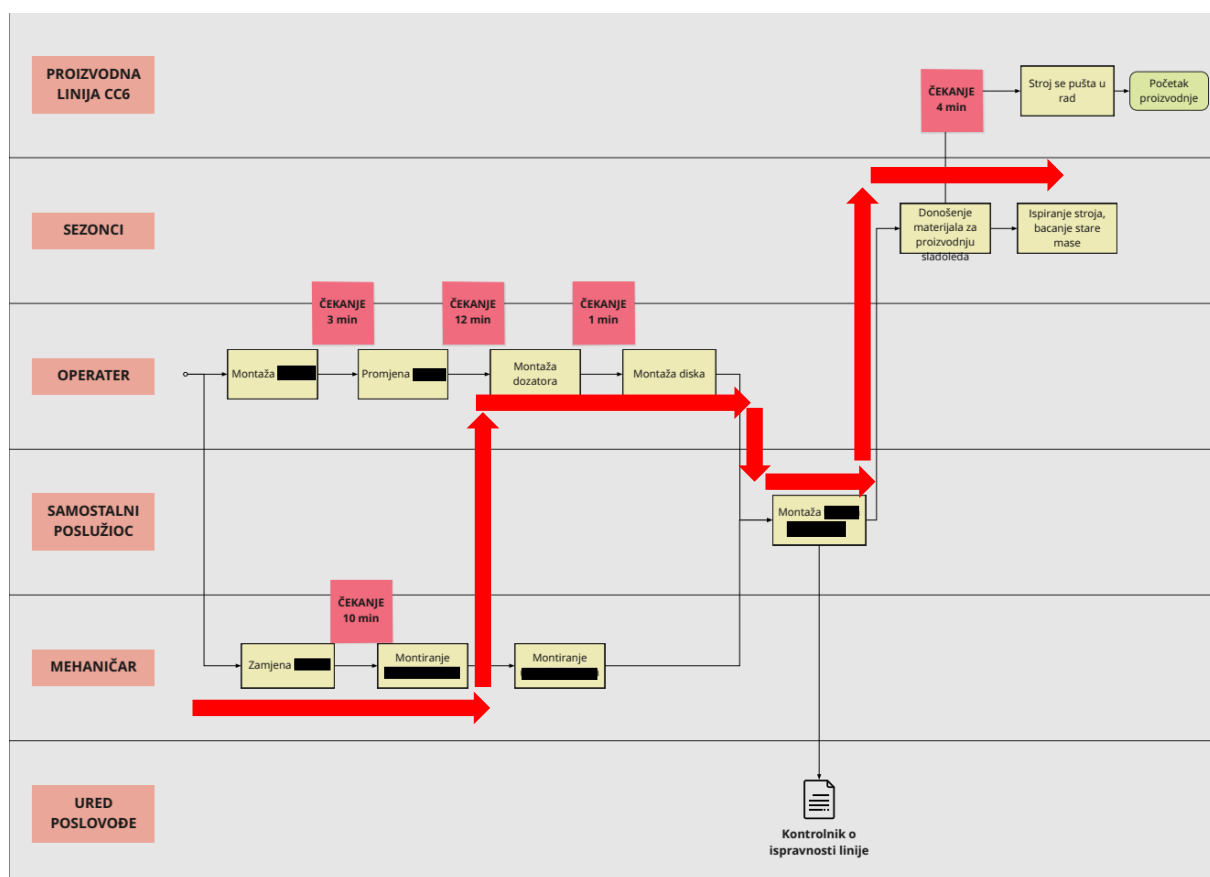 PROIZVODNA
LINIJA CC6
ČEKANJE
4 min
Stroj se pušta u
rad
Početak
proizvodnje
SEZONCI
Donošenje
materijala za
proizvodnju
sladoleda
Ispiranje stroja,
bacanje stare
mase
ČEKANJE
3 min
ČEKANJE
12 min
ČEKANJE
1 min
OPERATER
Montaža
Promjena
Montaža
dozatora
Montaža diska
SAMOSTALNI
POSLUŽIOC
Montaža
ČEKANJE
10 min
MEHANIČAR
Zamjena
Montiranje
Montiranje
URED
POSLOVOĐE
Kontrolnik o
ispravnosti linije